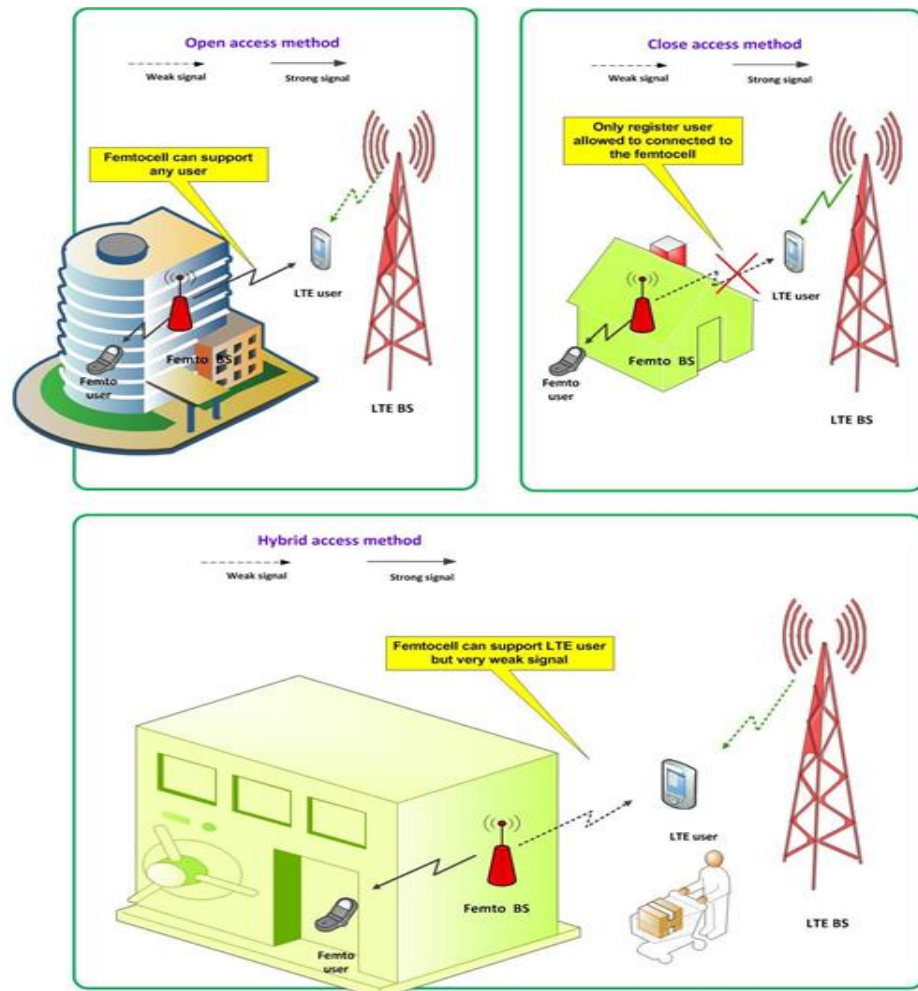 Open access method
Weak signal
Strong signal
Femtocell can support
any user
LTE user
Femto BS
Femto
user
LTE BS
Close access method
Weak signal
Strong signal
Only register user
allowed to connected to
the femtocell
LTE user
Femto BS
Femto
user
LTE BS
Hybrid access method
Weak signal
Strong signal
Femtocell can support LTE user
but very weak signal
LTE user
Femto BS
Femto
user
LTE BS